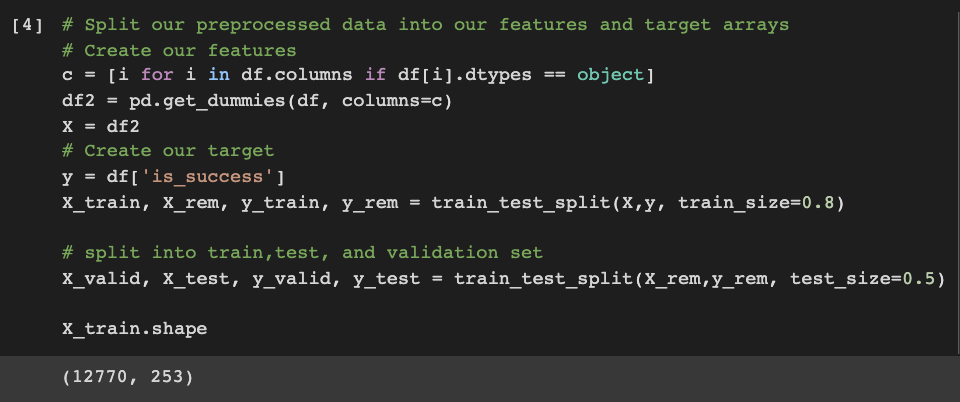 [4] # Split our preprocessed data into our features and target arrays
# Create our features
c = [i for i in df.columns if df[i].dtypes == object]
df2 = pd.get_dummies(df, columns=c)
X = df2
# Create our target
y = df['is_success']
X_train, X_rem, y_train, y_rem = train_test_split(X,y, train_size=0.8)
# split into train,test, and validation set
X_valid, X_test, y_valid, y_test = train_test_split(X_rem,y_rem, test_size=0.5)
X_train.shape
(12770, 253)